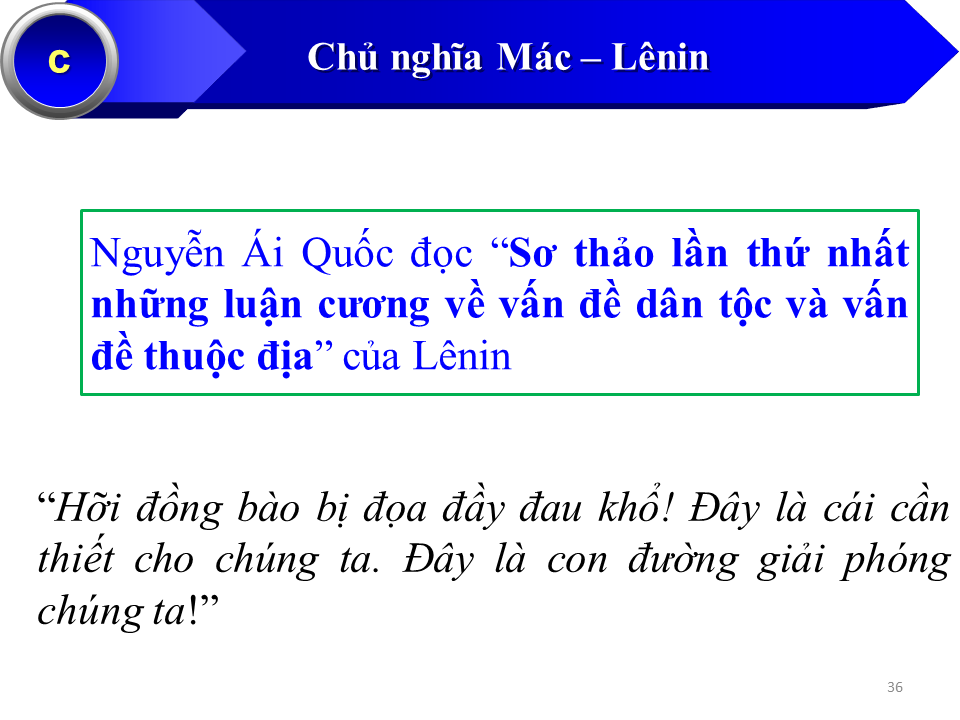 C
Chủ nghĩa Mác – Lênin
Nguyễn Ái Quốc đọc “Sơ thảo lần thứ nhất
những luận cương về vấn đề dân tộc và vấn
đề thuộc địa” của Lênin
“Hỡi đồng bào bị đọa đầy đau khổ! Đây là cái cần
thiết cho chúng ta. Đây là con đường giải phóng
chúng ta!”
36